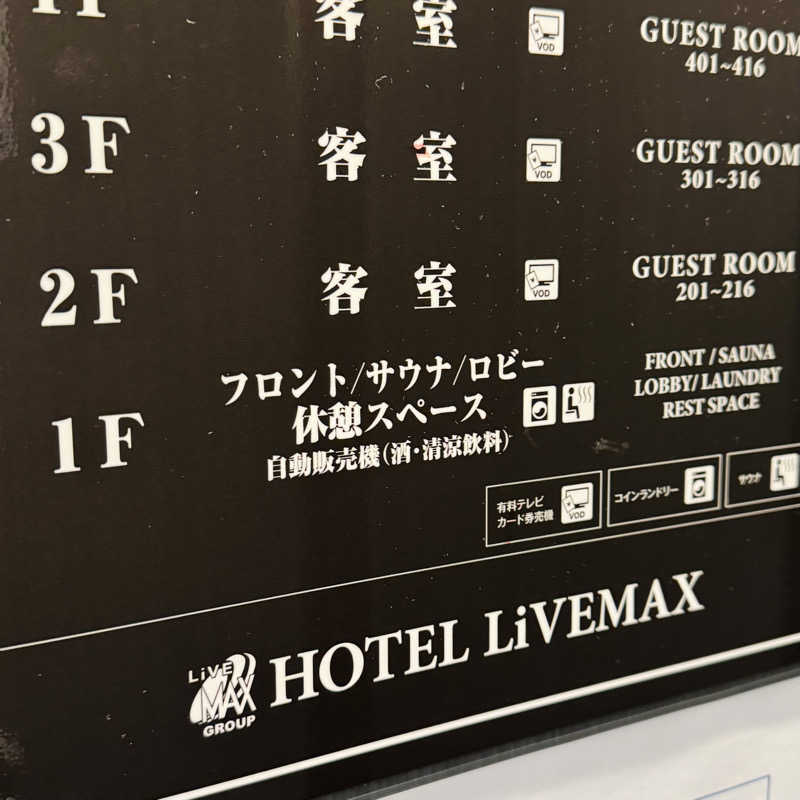 4F 客室 VOD GUEST ROOM
401~416
3F 客室 VOD GUEST ROOM
301~316
2F 客室 VOD GUEST ROOM
201~216
1F
フロント/サウナ/ロビー
休憩スペース
自動販売機(酒・清涼飲料)
FRONT / SAUNA
LOBBY/ LAUNDRY
REST SPACE
有料テレビ
カード券売機
VOD
コインランドリー
サウナ
LiVE
MAX
GROUP
HOTEL LiVEMAX